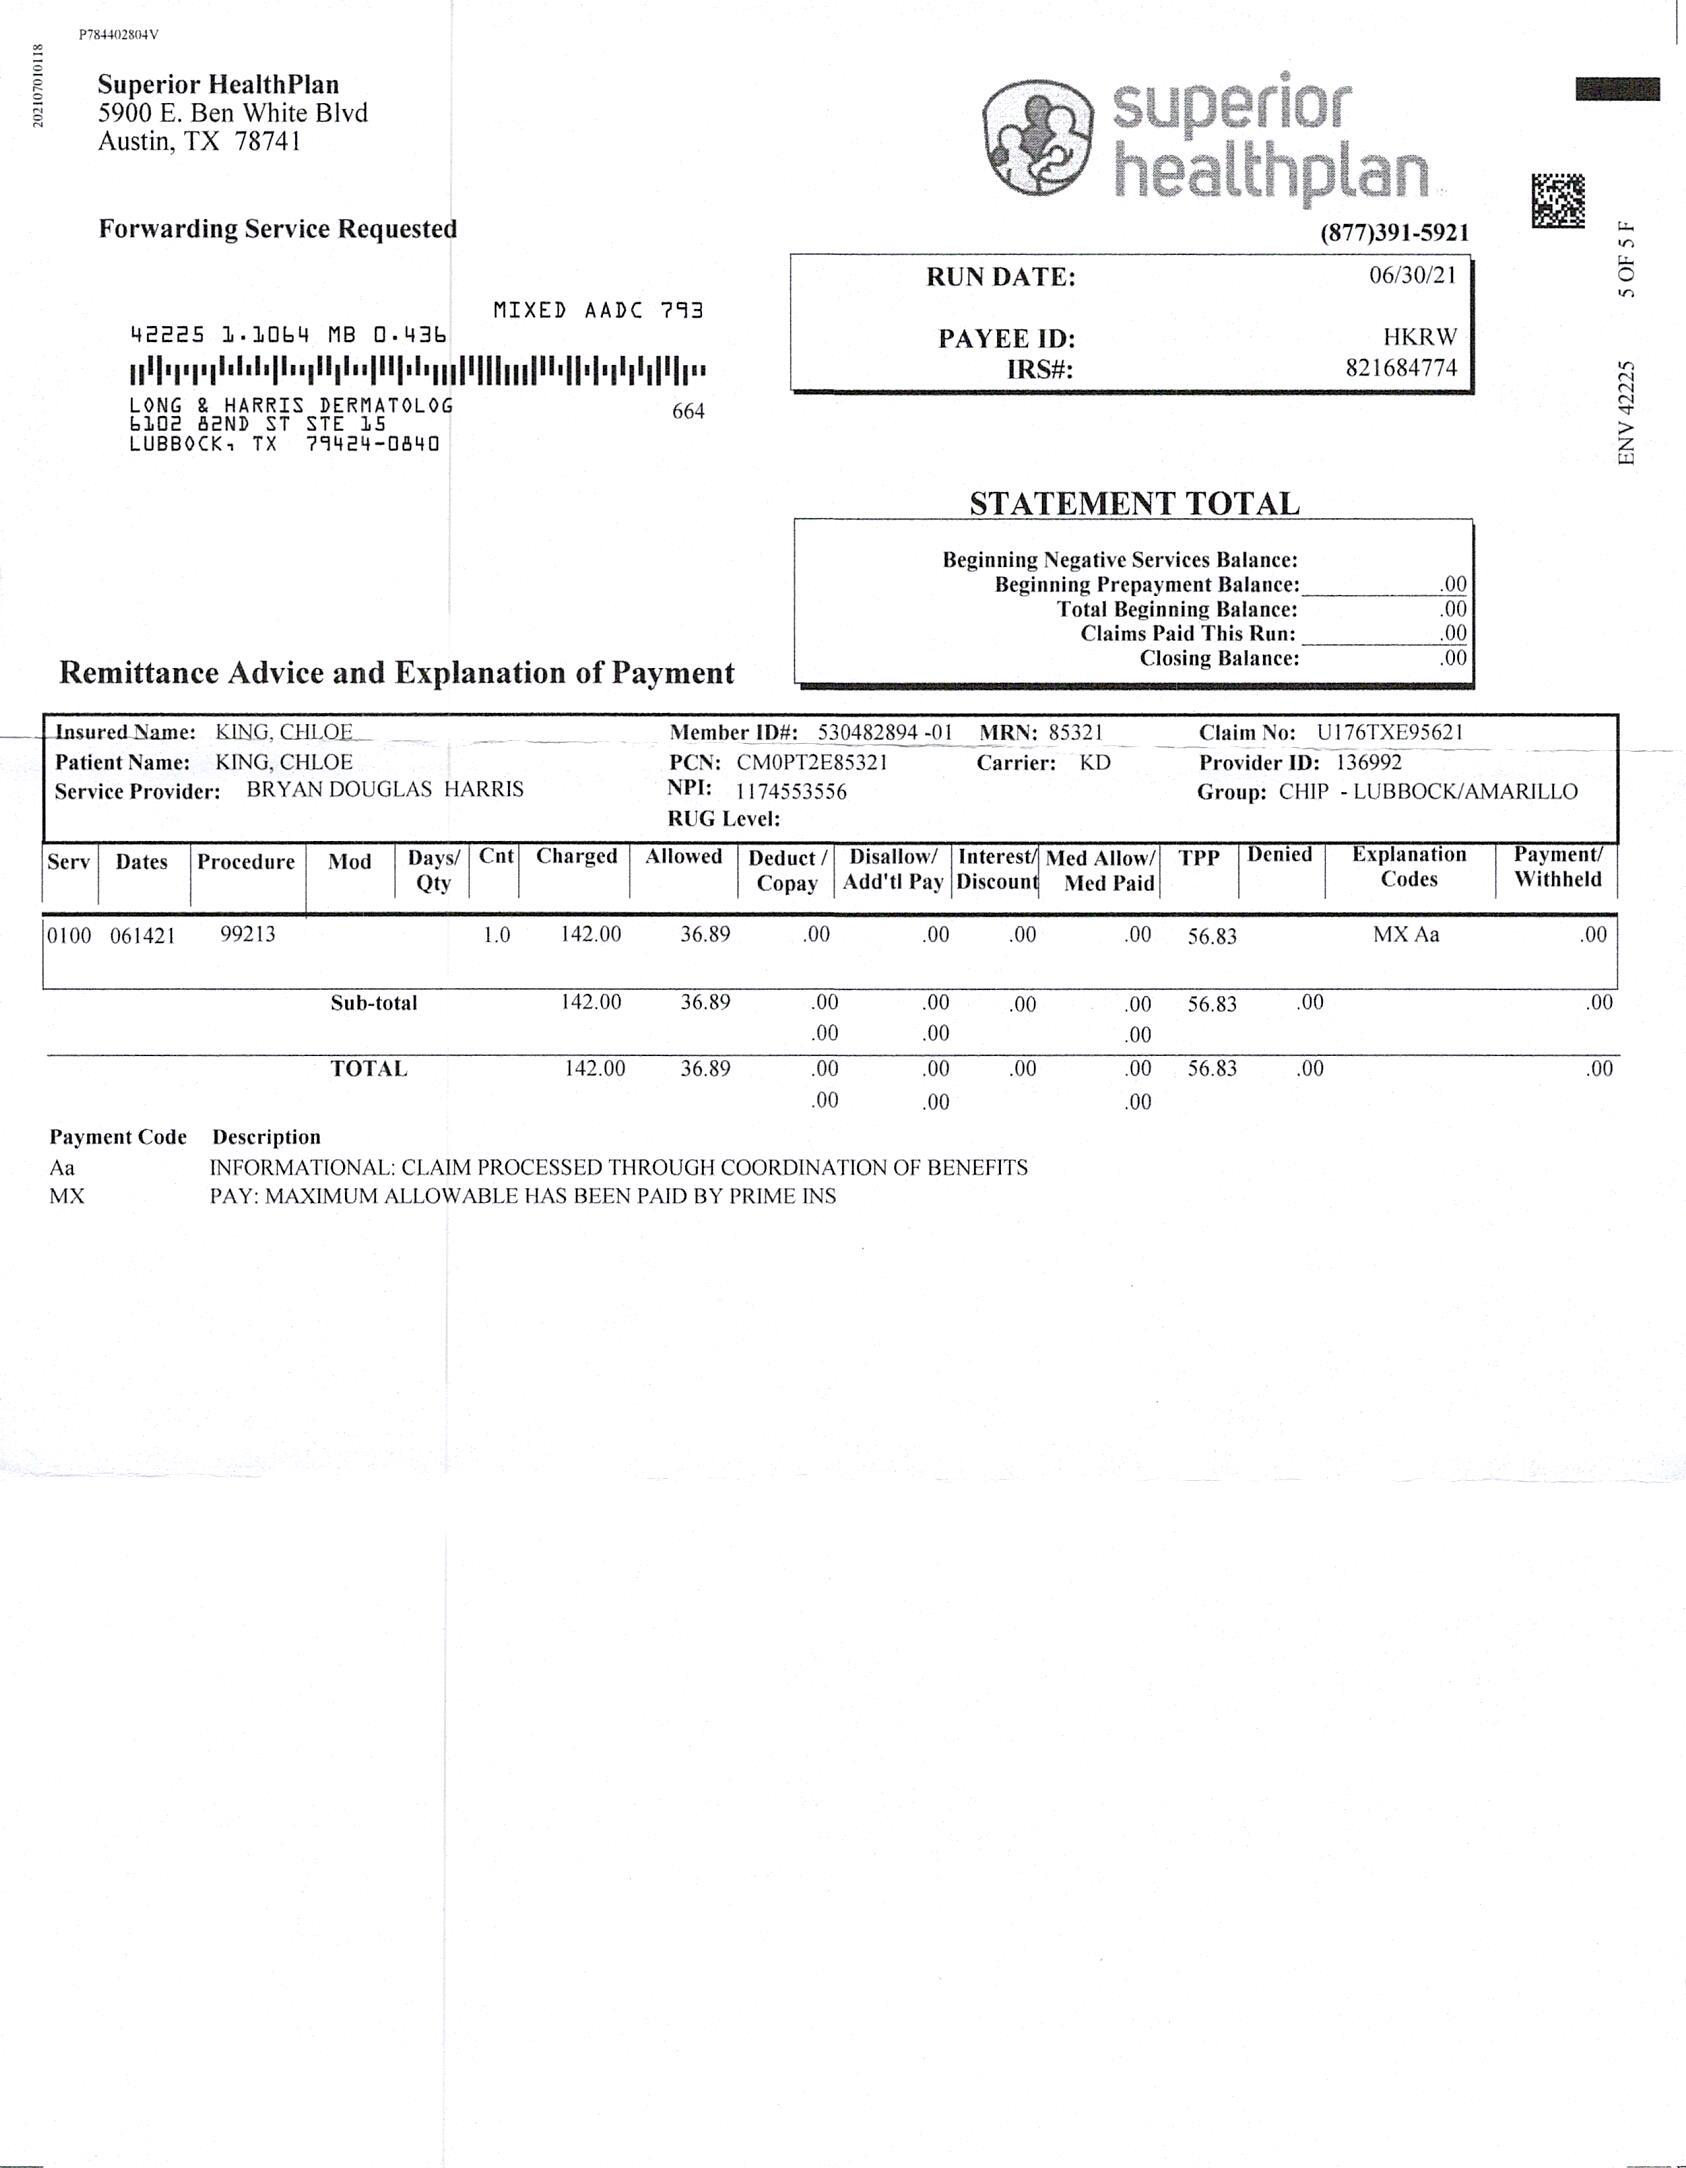 P784402804V
202107010118
Superior HealthPlan
5900 E. Ben White Blvd
Austin, TX 78741
superior
healthplan
Forwarding Service Requested
(877)391-5921
RUN DATE: 06/30/21
PAYEE ID: HKRW
IRS#: 821684774
5 OF 5 F
ENV 42225
MIXED AADC 793
42225 1.1064 MB 0.436
LONG & HARRIS DERMATOLOG 664
6102 82ND ST STE 15
LUBBOCK, TX 79424-0840
STATEMENT TOTAL
Beginning Negative Services Balance:
Beginning Prepayment Balance: .00
Total Beginning Balance: .00
Claims Paid This Run: .00
Closing Balance: .00
Remittance Advice and Explanation of Payment
Insured Name: KING, CHLOE Member ID#: 530482894 -01 MRN: 85321 Claim No: U176TXE95621
Patient Name: KING, CHLOE PCN: CM0PT2E85321 Carrier: KD Provider ID: 136992
Service Provider: BRYAN DOUGLAS HARRIS NPI: 1174553556 Group: CHIP - LUBBOCK/AMARILLO
RUG Level:
Serv Dates Procedure Mod Days/ Cnt Charged Allowed Deduct / Disallow/ Interest/ Med Allow/ TPP Denied Explanation Payment/
Qty Copay Add'tl Pay Discount Med Paid Codes Withheld
0100 061421 99213 1.0 142.00 36.89 .00 .00 .00 .00 56.83 MX Aa .00
Sub-total 142.00 36.89 .00 .00 .00 .00 56.83 .00 .00
.00 .00 .00
TOTAL 142.00 36.89 .00 .00 .00 .00 56.83 .00 .00
.00 .00 .00
Payment Code Description
Aa INFORMATIONAL: CLAIM PROCESSED THROUGH COORDINATION OF BENEFITS
MX PAY: MAXIMUM ALLOWABLE HAS BEEN PAID BY PRIME INS